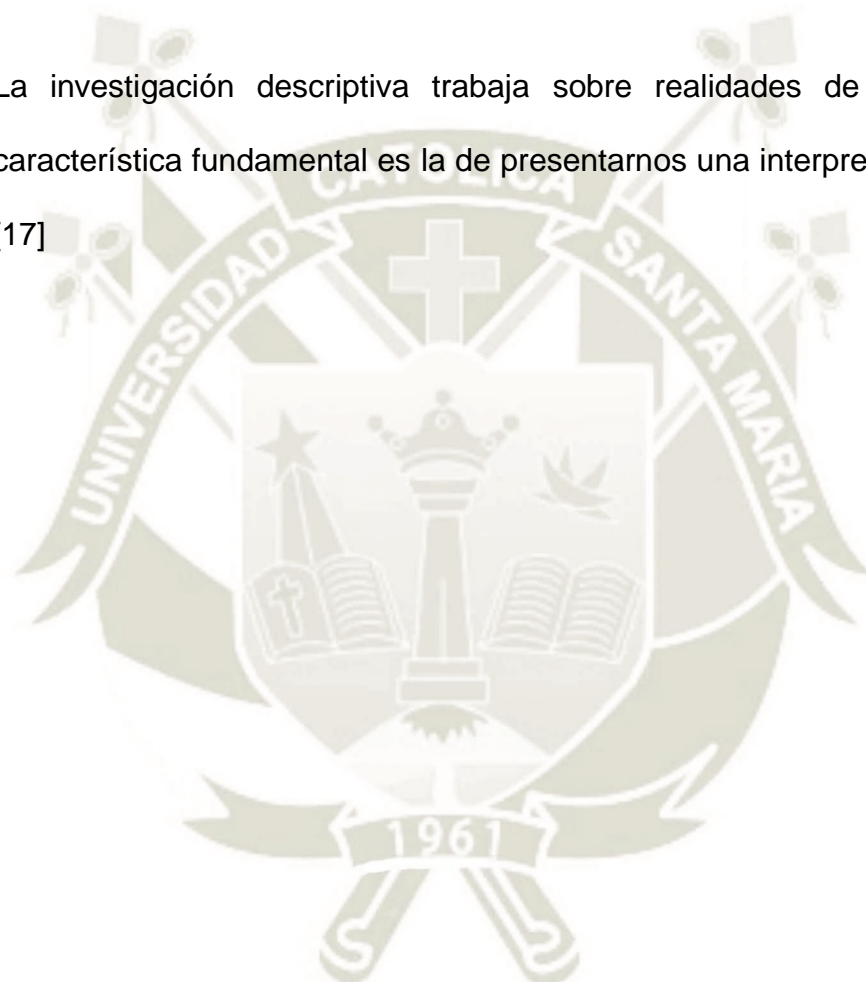 La investigación descriptiva trabaja sobre realidades de
característica fundamental es la de presentarnos una interpre
[17]
UNIVERSIDAD CATOLICA SANTA MARIA
1961